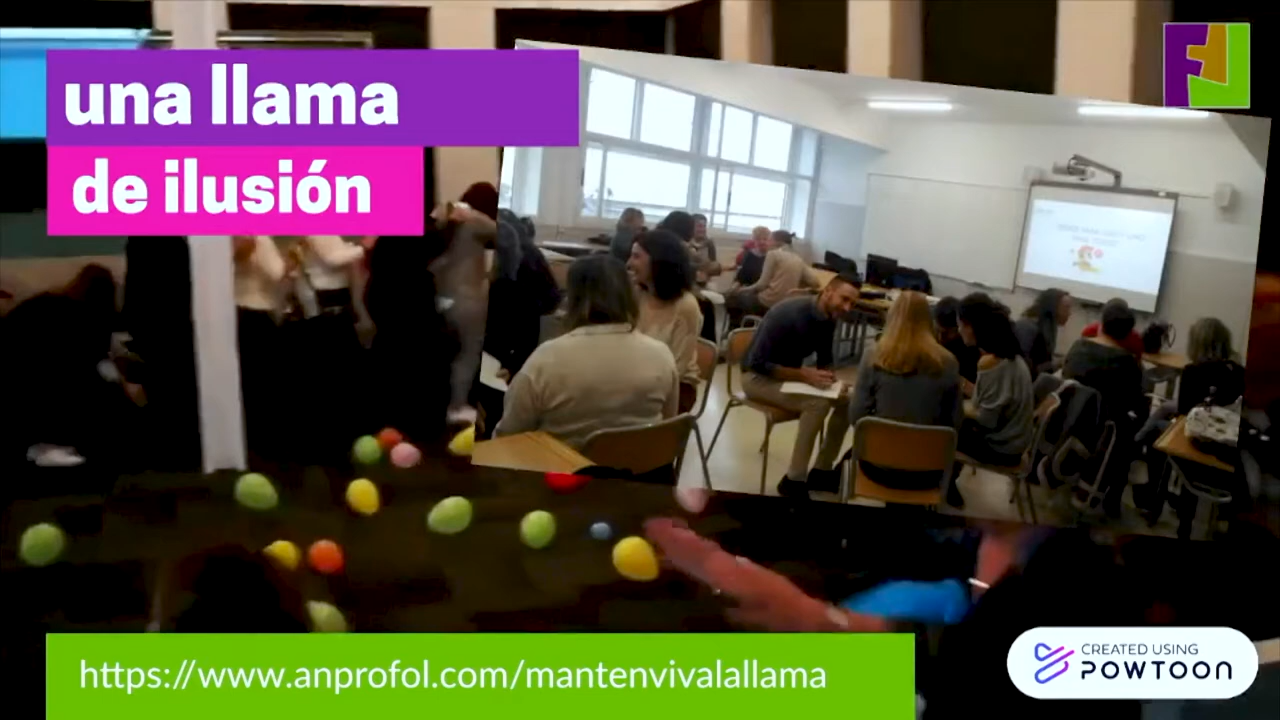 una llama
de ilusión
https://www.anprofol.com/mantenvivalallama
CREATED USING
POWTOON